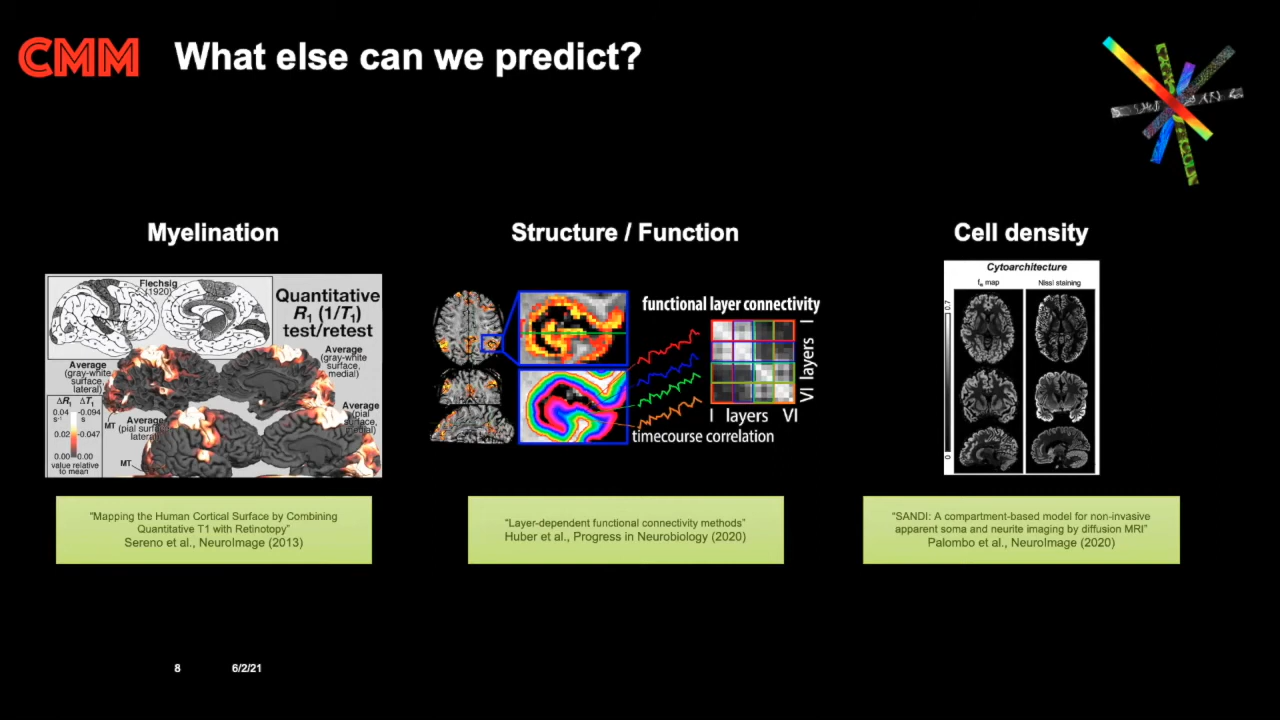 CMM What else can we predict?
Myelination
Flechsig
(1920)
Quantitative
R1 (1/T1)
test/retest
Average
(gray-white
surface,
lateral)
Average
(gray-white
surface,
medial)
ΔR1 ΔT1
0.04 -0.094
s-1 s
0.02 -0.047
0.00 0.00
value relative
to mean
MT
Average
(pial surface,
lateral)
MT
Average
(pial
surface,
medial)
"Mapping the Human Cortical Surface by Combining
Quantitative T1 with Retinotopy"
Sereno et al., NeuroImage (2013)
Structure / Function
functional layer connectivity
I layers VI
VI layers I
timecourse correlation
"Layer-dependent functional connectivity methods"
Huber et al., Progress in Neurobiology (2020)
Cell density
Cytoarchitecture
fis map Nissl staining
0.7
0
"SANDI: A compartment-based model for non-invasive
apparent soma and neurite imaging by diffusion MRI"
Palombo et al., NeuroImage (2020)
8 6/2/21